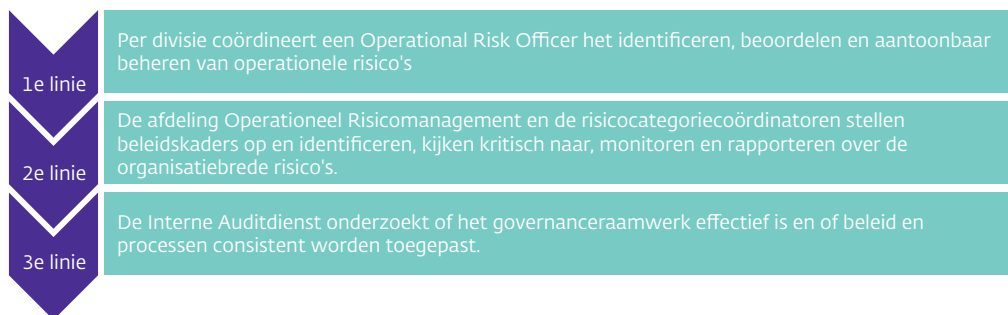 Per divisie coördineert een Operational Risk Officer het identificeren, beoordelen en aantoonbaar
beheren van operationele risico's
1e linie
De afdeling Operationeel Risicomanagement en de risicocategoriecoördinatoren stellen
beleidskaders op en identificeren, kijken kritisch naar, monitoren en rapporteren over de
organisatiebrede risico's.
2e linie
De Interne Auditdienst onderzoekt of het governanceraamwerk effectief is en of beleid en
processen consistent worden toegepast.
3e linie